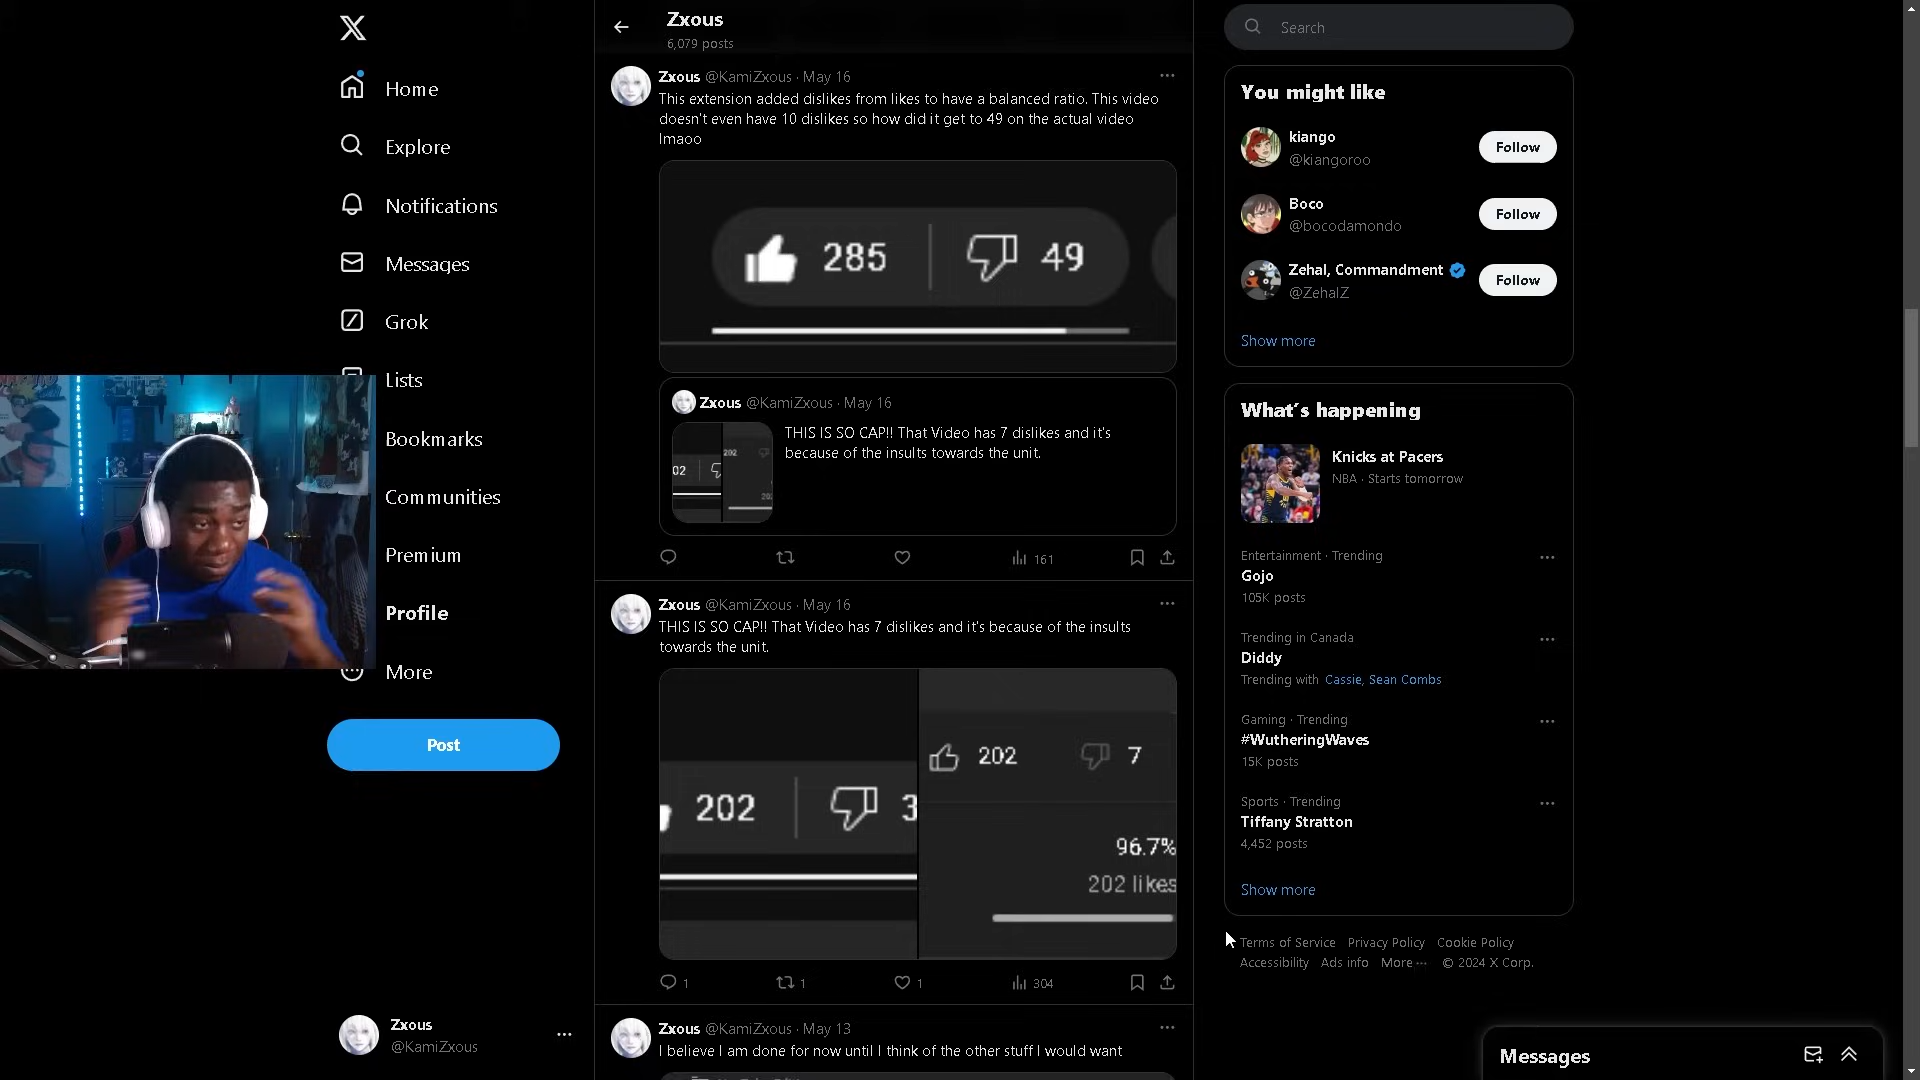 Home
Explore
Notifications
Messages
Grok
Lists
Bookmarks
Communities
Premium
Profile
More
Post
Zxous
@KamiZxous
Zxous
6,079 posts
Zxous @KamiZxous · May 16
This extension added dislikes from likes to have a balanced ratio. This video
doesn't even have 10 dislikes so how did it get to 49 on the actual video
lmaoo
285 49
Zxous @KamiZxous · May 16
THIS IS SO CAP!! That Video has 7 dislikes and it's
because of the insults towards the unit.
02
202
161
Zxous @KamiZxous · May 16
THIS IS SO CAP!! That Video has 7 dislikes and it's because of the insults
towards the unit.
202 3
202 7
96.7%
202 likes
1 1 1 304
Zxous @KamiZxous · May 13
I believe I am done for now until I think of the other stuff I would want
Search
You might like
kiango
@kiangoroo
Follow
Boco
@bocodamondo
Follow
Zehal, Commandment
@ZehalZ
Follow
Show more
What's happening
Knicks at Pacers
NBA · Starts tomorrow
Entertainment · Trending
Gojo
105K posts
Trending in Canada
Diddy
Trending with Cassie, Sean Combs
Gaming · Trending
#WutheringWaves
15K posts
Sports · Trending
Tiffany Stratton
4,452 posts
Show more
Terms of Service Privacy Policy Cookie Policy
Accessibility Ads info More ··· © 2024 X Corp.
Messages